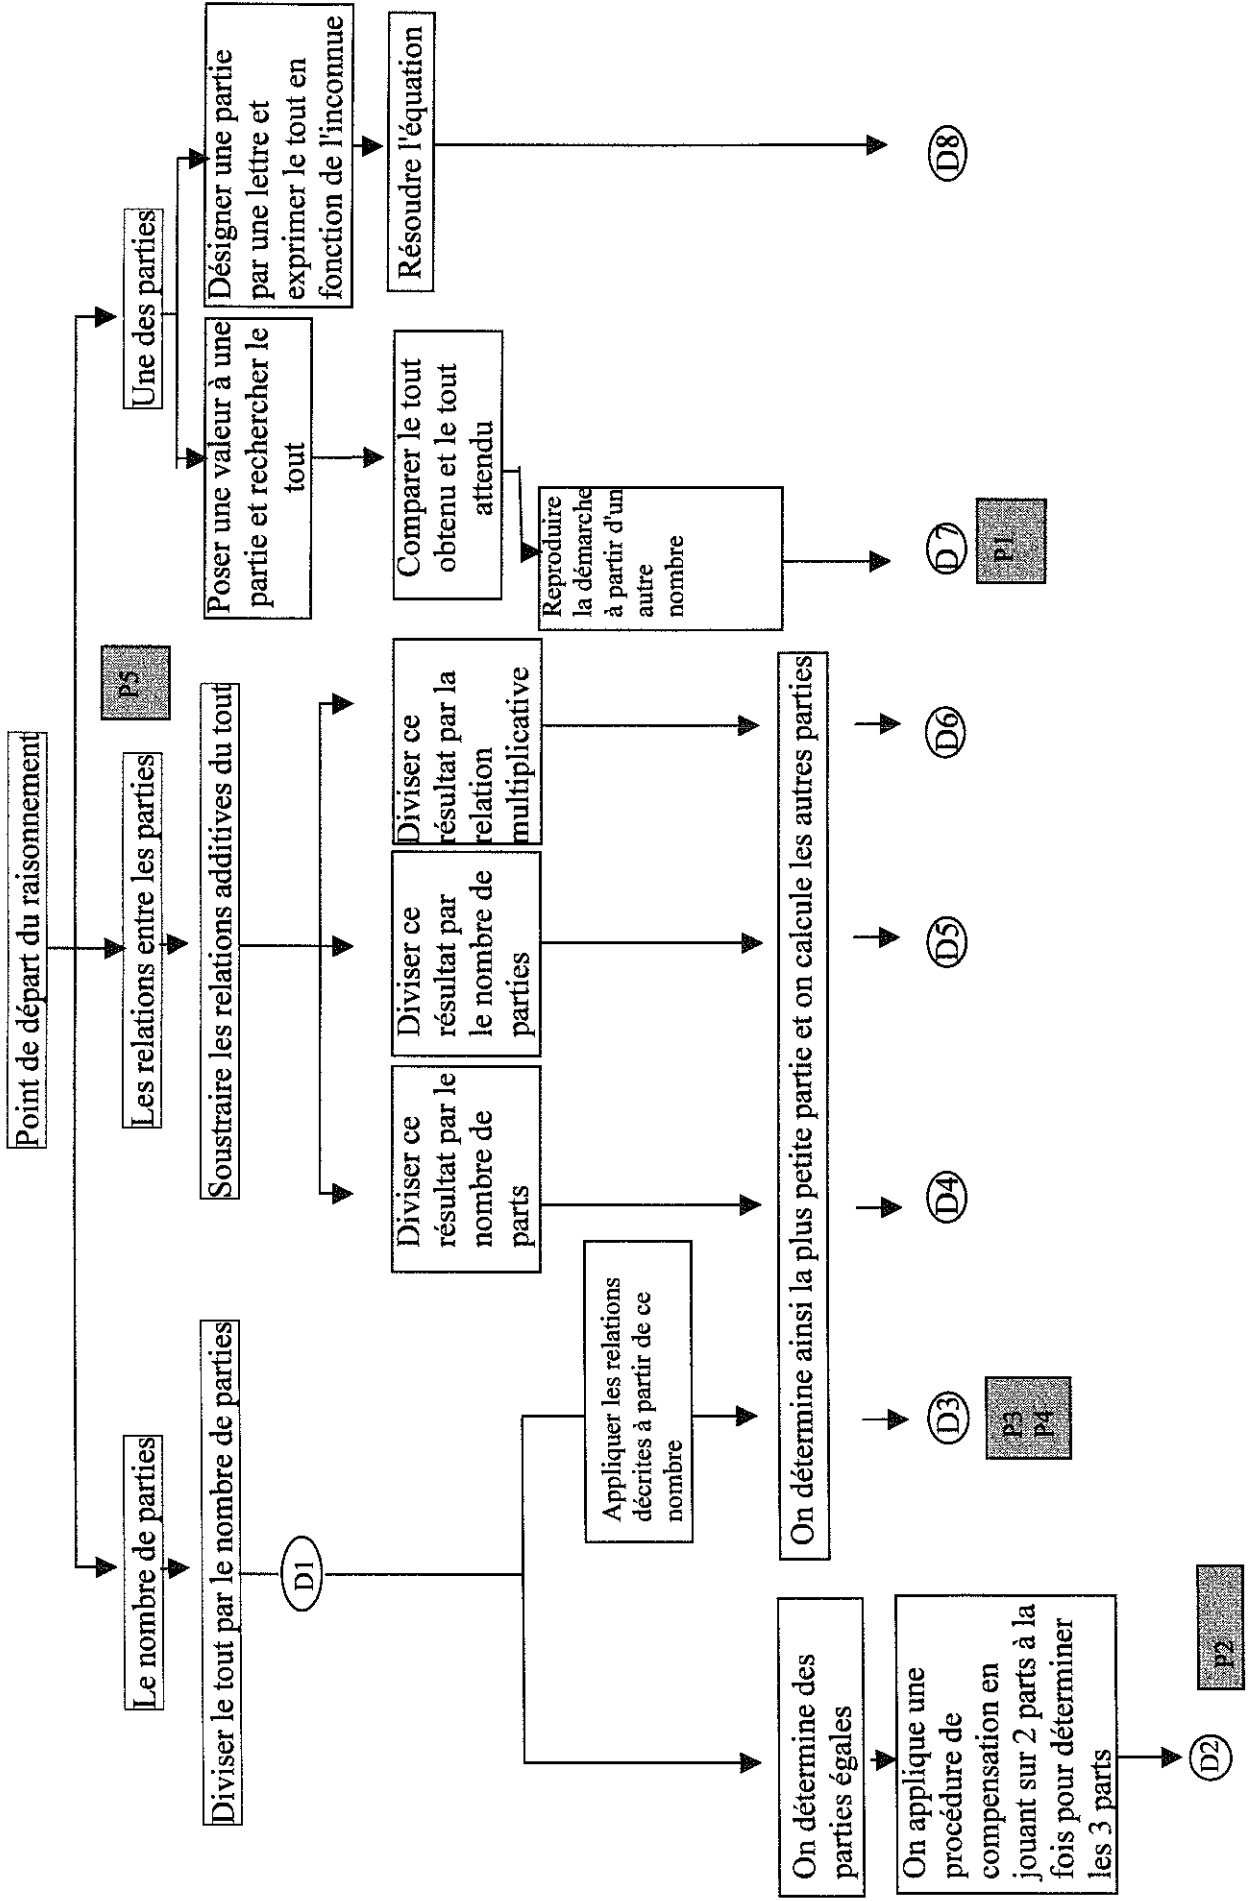 Point de départ du raisonnement
Le nombre de parties
Les relations entre les parties
P5
Une des parties
Diviser le tout par le nombre de parties
Soustraire les relations additives du tout
Poser une valeur à une
partie et rechercher le
tout
Désigner une partie
par une lettre et
exprimer le tout en
fonction de l'inconnue
D1
Diviser ce
résultat par le
nombre de
parts
Diviser ce
résultat par
le nombre de
parties
Diviser ce
résultat par la
relation
multiplicative
Comparer le tout
obtenu et le tout
attendu
Résoudre l'équation
Appliquer les relations
décrites à partir de ce
nombre
Reproduire
la démarche
à partir d'un
autre
nombre
On détermine des
parties égales
On détermine ainsi la plus petite partie et on calcule les autres parties
On applique une
procédure de
compensation en
jouant sur 2 parts à la
fois pour déterminer
les 3 parts
D3
D4
D5
D6
D 7
D8
P3
P4
P1
D2
P2